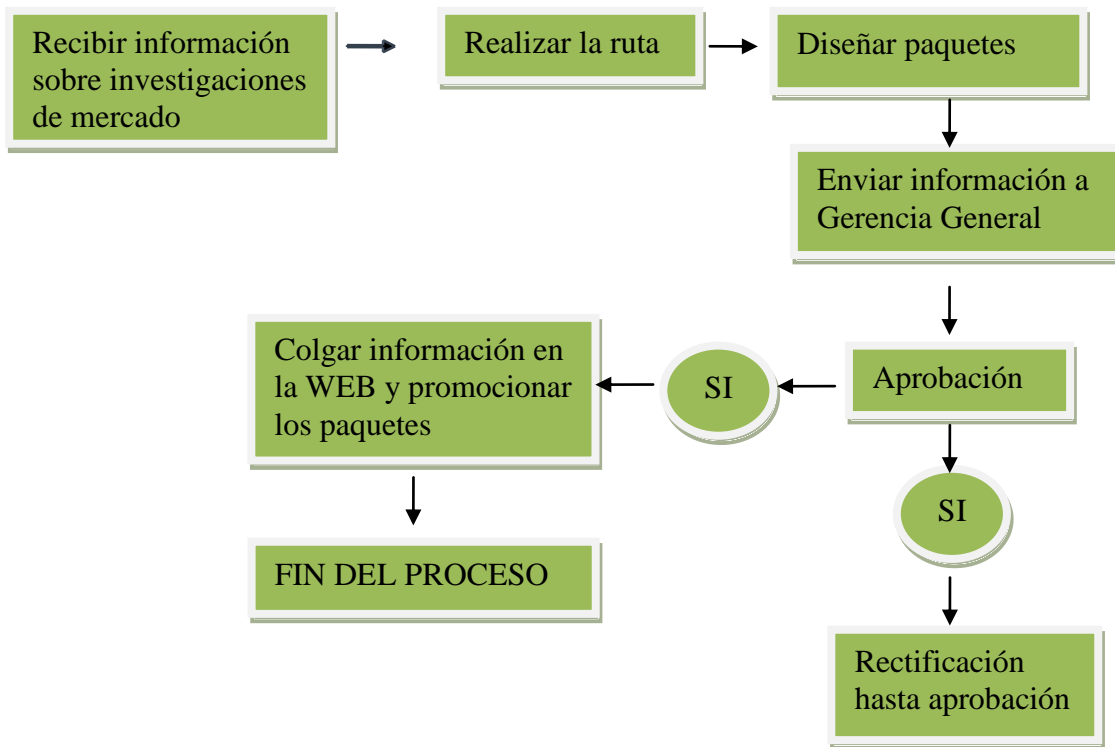 Recibir información
sobre investigaciones
de mercado
Realizar la ruta
Diseñar paquetes
Enviar información a
Gerencia General
Aprobación
SI
Colgar información en
la WEB y promocionar
los paquetes
FIN DEL PROCESO
SI
Rectificación
hasta aprobación